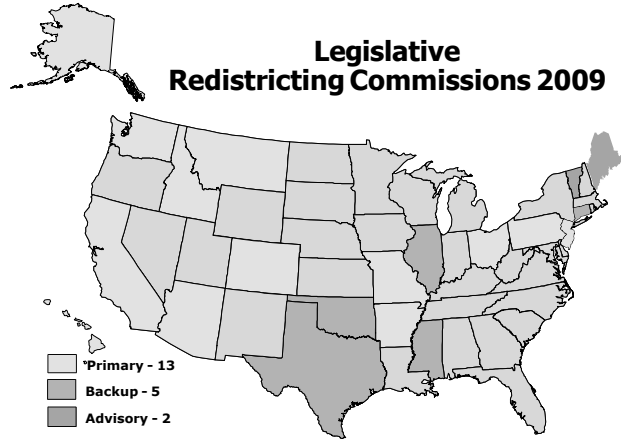 Legislative
Redistricting Commissions 2009
Primary - 13
Backup - 5
Advisory - 2